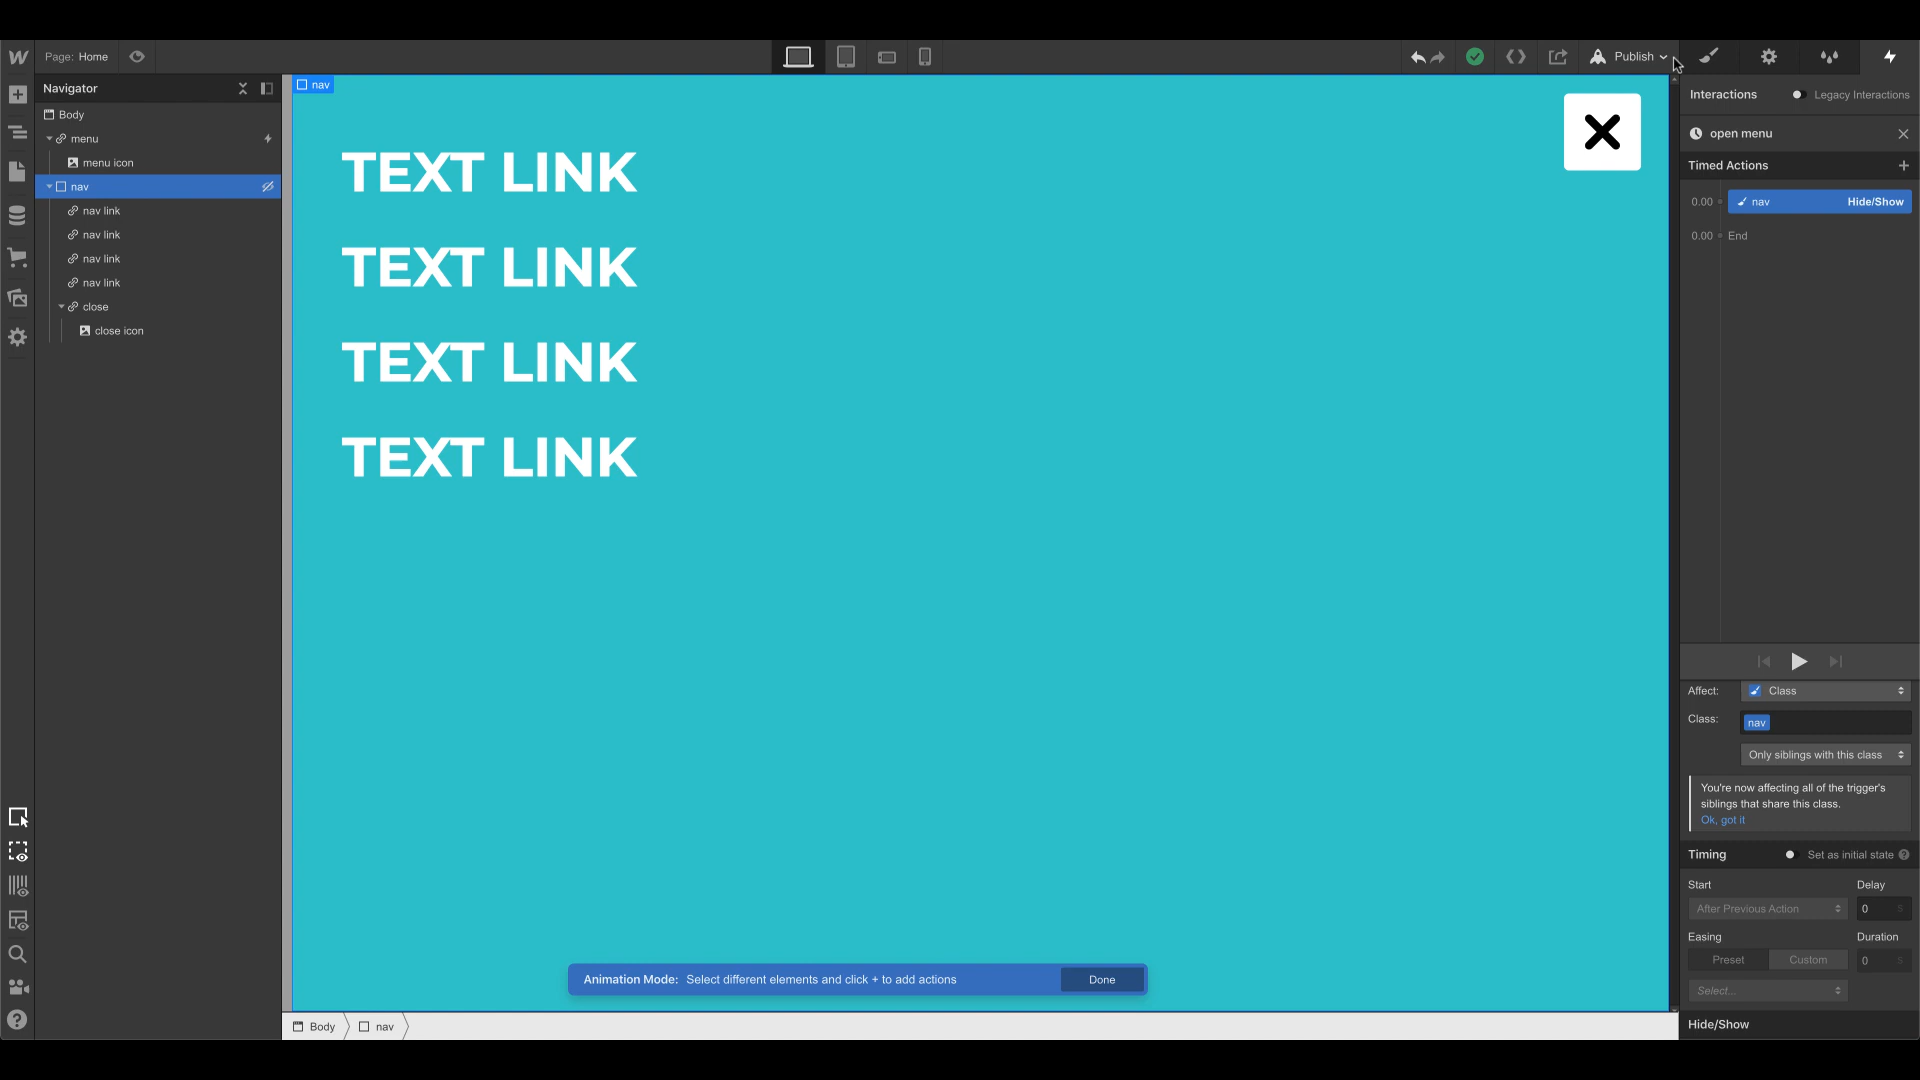 Page: Home
Publish
Navigator
Body
menu
menu icon
nav
nav link
nav link
nav link
nav link
close
close icon
nav
TEXT LINK
TEXT LINK
TEXT LINK
TEXT LINK
Animation Mode: Select different elements and click + to add actions
Done
Body
nav
Interactions
Legacy Interactions
open menu
Timed Actions
0.00
nav
Hide/Show
0.00
End
Affect:
Class
Class:
nav
Only siblings with this class
You're now affecting all of the trigger's
siblings that share this class.
Ok, got it
Timing
Set as initial state
Start
Delay
After Previous Action
0
S
Easing
Duration
Preset
Custom
0
S
Select...
Hide/Show